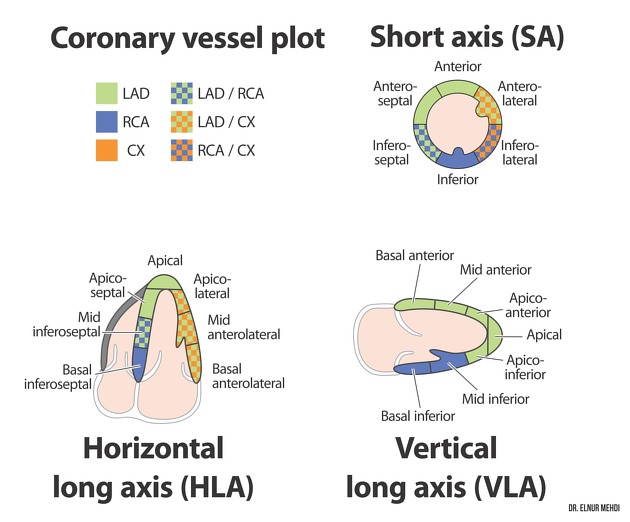 Coronary vessel plot
LAD
LAD / RCA
RCA
LAD / CX
CX
RCA / CX
Short axis (SA)
Anterior
Antero-
septal
Antero-
lateral
Infero-
septal
Infero-
lateral
Inferior
Apical
Apico-
septal
Apico-
lateral
Mid
inferoseptal
Mid
anterolateral
Basal
inferoseptal
Basal
anterolateral
Horizontal
long axis (HLA)
Basal anterior
Mid anterior
Apico-
anterior
Apical
Apico-
inferior
Mid inferior
Basal inferior
Vertical
long axis (VLA)
DR. ELNUR MEHDI